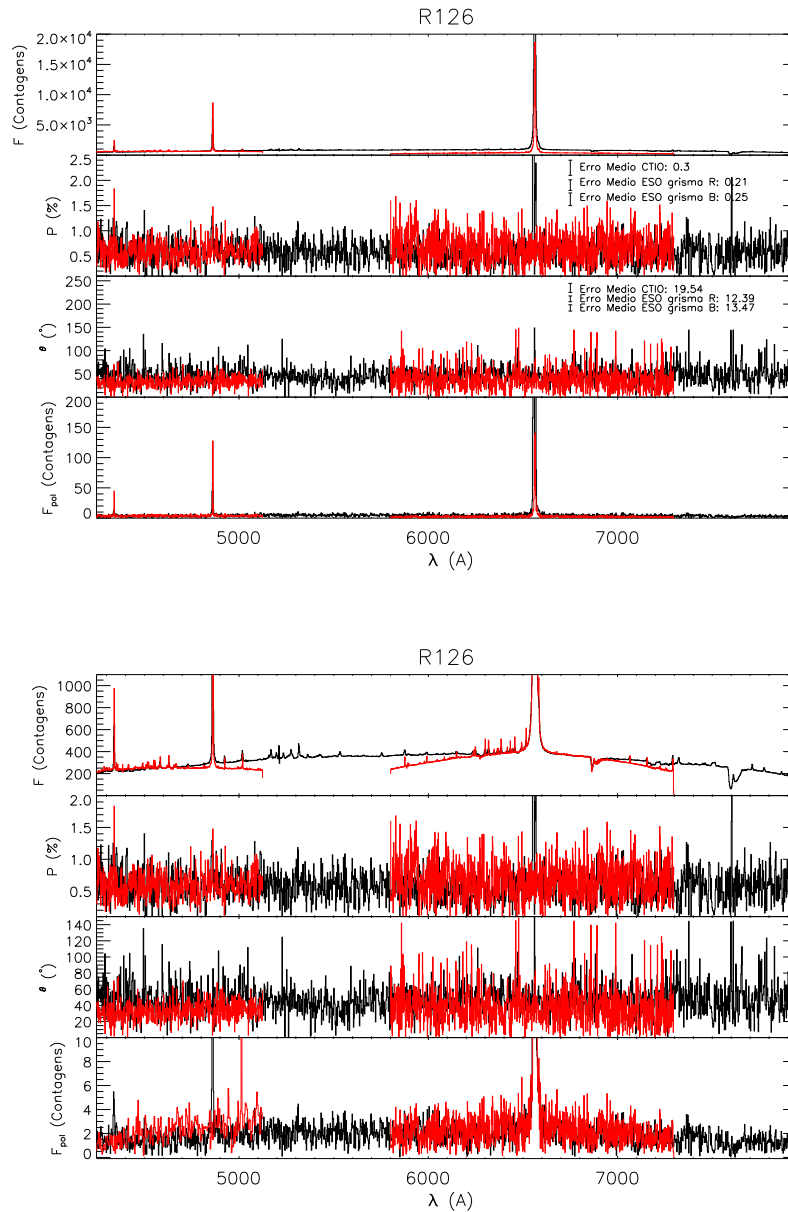 R126
F (Contagens)
2.0×10⁴
1.5×10⁴
1.0×10⁴
5.0×10³
P (%)
2.5
2.0
1.5
1.0
0.5
Erro Medio CTIO: 0.3
Erro Medio ESO grisma R: 0.21
Erro Medio ESO grisma B: 0.25
θ (°)
250
200
150
100
50
Erro Medio CTIO: 19.54
Erro Medio ESO grisma R: 12.39
Erro Medio ESO grisma B: 13.47
Fpol (Contagens)
200
150
100
50
0
5000 6000 7000
λ (A)
R126
F (Contagens)
1000
800
600
400
200
P (%)
2.0
1.5
1.0
0.5
θ (°)
140
120
100
80
60
40
20
Fpol (Contagens)
10
8
6
4
2
0
5000 6000 7000
λ (A)